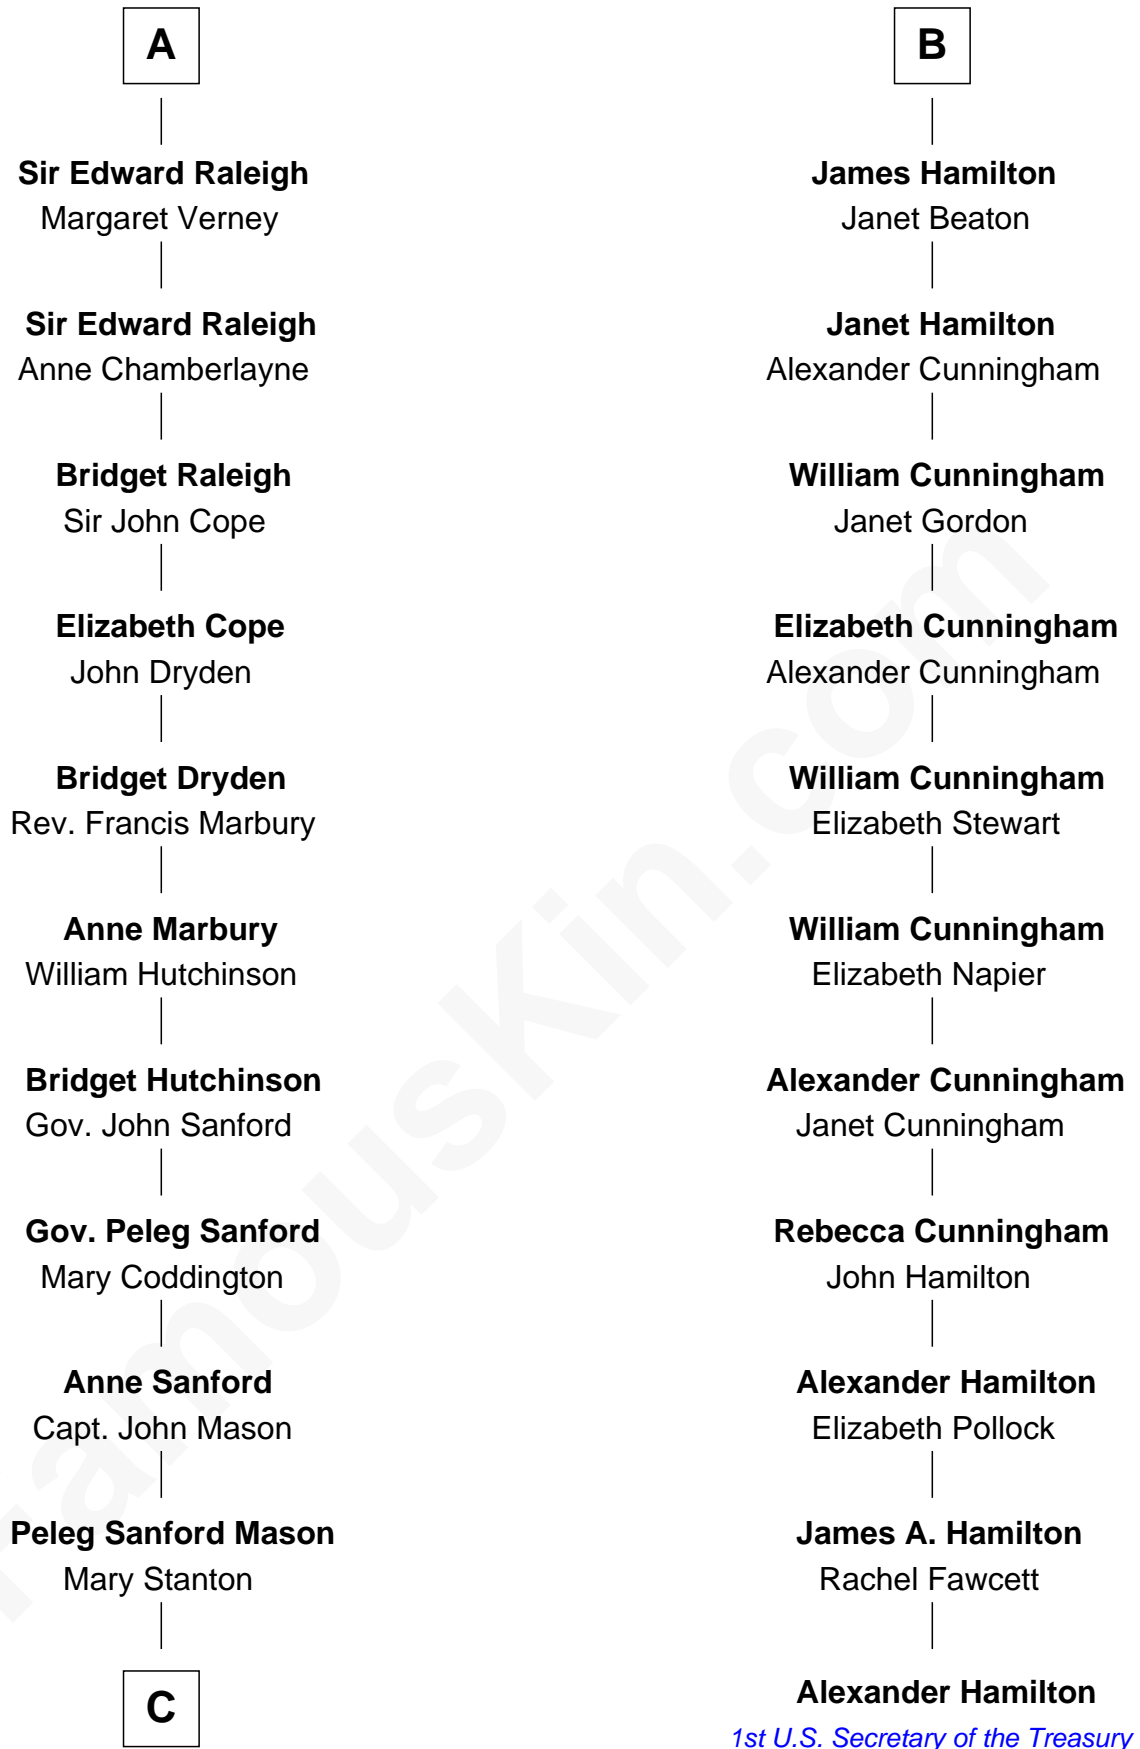 A
Sir Edward Raleigh
Margaret Verney
Sir Edward Raleigh
Anne Chamberlayne
Bridget Raleigh
Sir John Cope
Elizabeth Cope
John Dryden
Bridget Dryden
Rev. Francis Marbury
Anne Marbury
William Hutchinson
Bridget Hutchinson
Gov. John Sanford
Gov. Peleg Sanford
Mary Coddington
Anne Sanford
Capt. John Mason
Peleg Sanford Mason
Mary Stanton
C
B
James Hamilton
Janet Beaton
Janet Hamilton
Alexander Cunningham
William Cunningham
Janet Gordon
Elizabeth Cunningham
Alexander Cunningham
William Cunningham
Elizabeth Stewart
William Cunningham
Elizabeth Napier
Alexander Cunningham
Janet Cunningham
Rebecca Cunningham
John Hamilton
Alexander Hamilton
Elizabeth Pollock
James A. Hamilton
Rachel Fawcett
Alexander Hamilton
1st U.S. Secretary of the Treasury
FamousKin.com